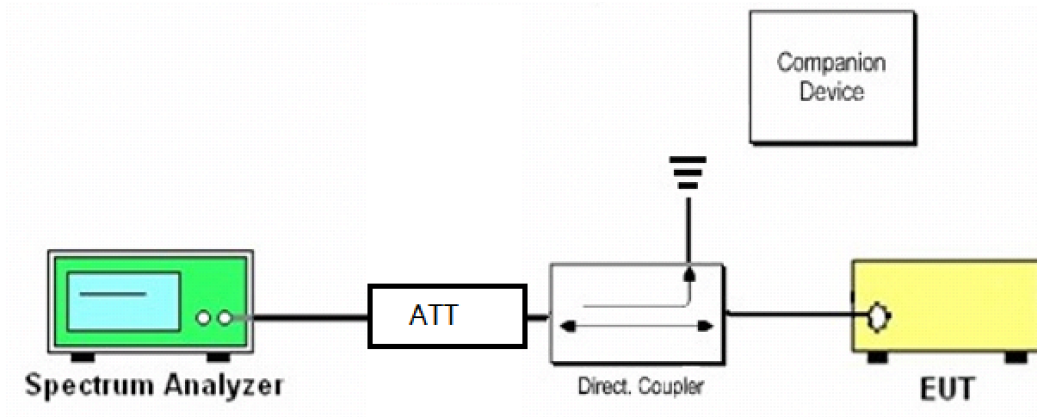 Companion
Device
ATT
Spectrum Analyzer
Direct. Coupler
EUT